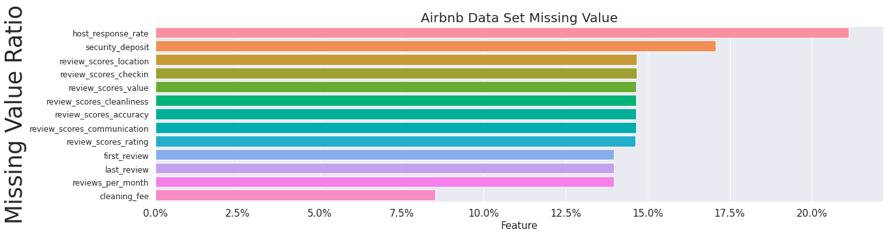 Airbnb Data Set Missing Value
Missing Value Ratio
host_response_rate
security_deposit
review_scores_location
review_scores_checkin
review_scores_value
review_scores_cleanliness
review_scores_accuracy
review_scores_communication
review_scores_rating
first_review
last_review
reviews_per_month
cleaning_fee
0.0% 2.5% 5.0% 7.5% 10.0% 12.5% 15.0% 17.5% 20.0%
Feature